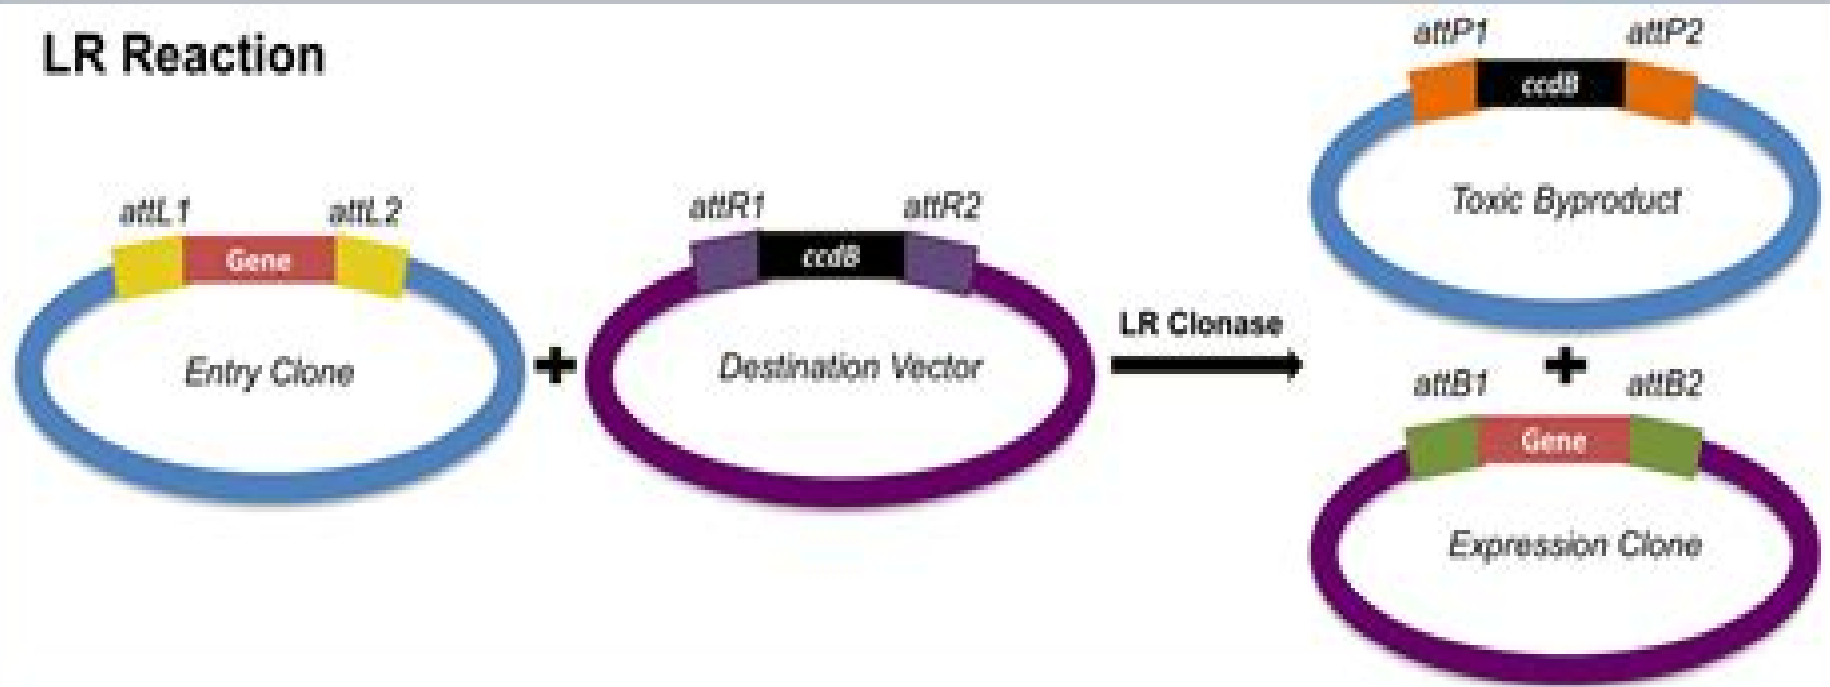 LR Reaction
attL1 attL2
Gene
Entry Clone
+
attR1 attR2
ccdB
Destination Vector
LR Clonase
attP1 attP2
ccdB
Toxic Byproduct
+
attB1 attB2
Gene
Expression Clone